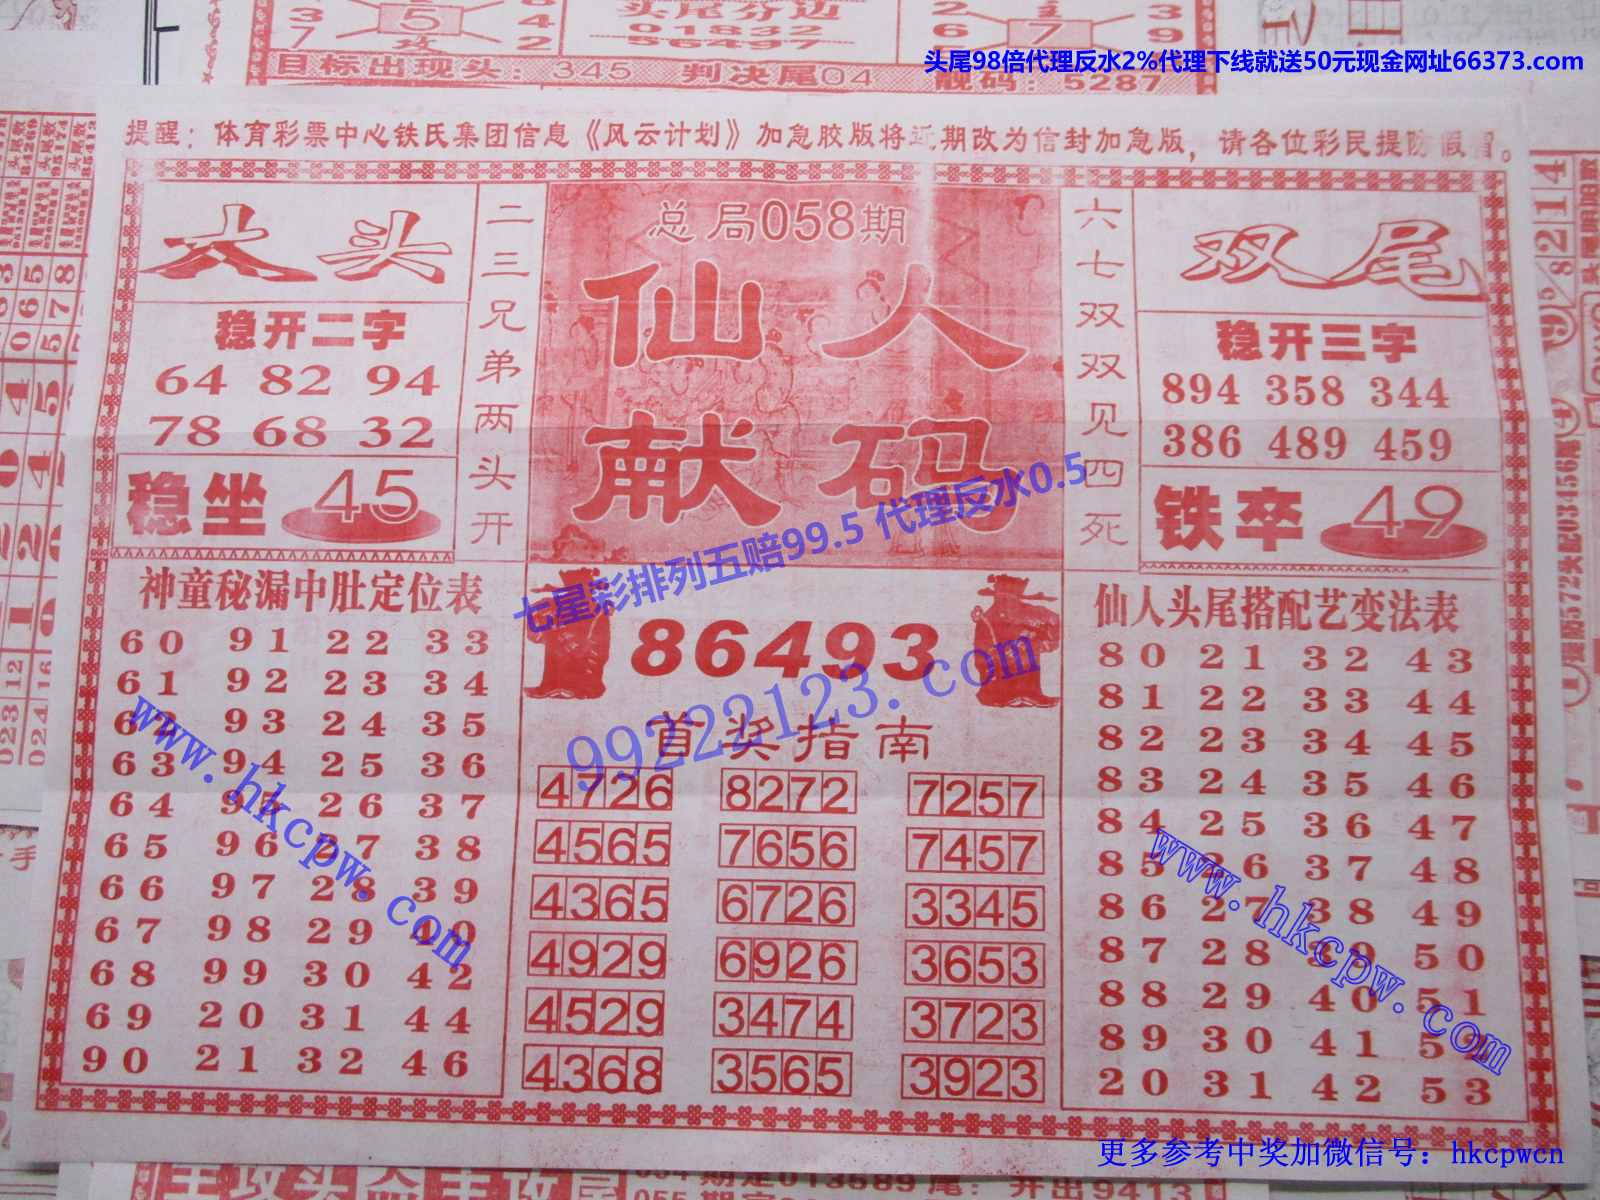 头尾分边
01832
56497
目标出现头：345 判决尾04
靓码：5287
头尾98倍代理反水2%代理下线就送50元现金网址66373.com
提醒：体育彩票中心铁氏集团信息《风云计划》加急胶版将近期改为信封加急版，请各位彩民提防假冒。
大头
稳开二字
64 82 94
78 68 32
稳坐 45
二三兄弟两头开
总局058期
仙人
献码
六七双双见四死
双尾
稳开三字
894 358 344
386 489 459
铁卒 49
七星彩排列五赔99.5 代理反水0.5
神童秘漏中肚定位表
60 91 22 33
61 92 23 34
62 93 24 35
63 94 25 36
64 95 26 37
65 96 27 38
66 97 28 39
67 98 29 40
68 99 30 42
69 20 31 44
90 21 32 46
www.hkcpw.com
86493
99222123.com
首奖指南
4726 8272 7257
4565 7656 7457
4365 6726 3345
4929 6926 3653
4529 3474 3723
4368 3565 3923
仙人头尾搭配艺变法表
80 21 32 43
81 22 33 44
82 23 34 45
83 24 35 46
84 25 36 47
85 26 37 48
86 27 38 49
87 28 39 50
88 29 40 51
89 30 41 52
20 31 42 53
www.hkcpw.com
更多参考中奖加微信号：hkcpwcn